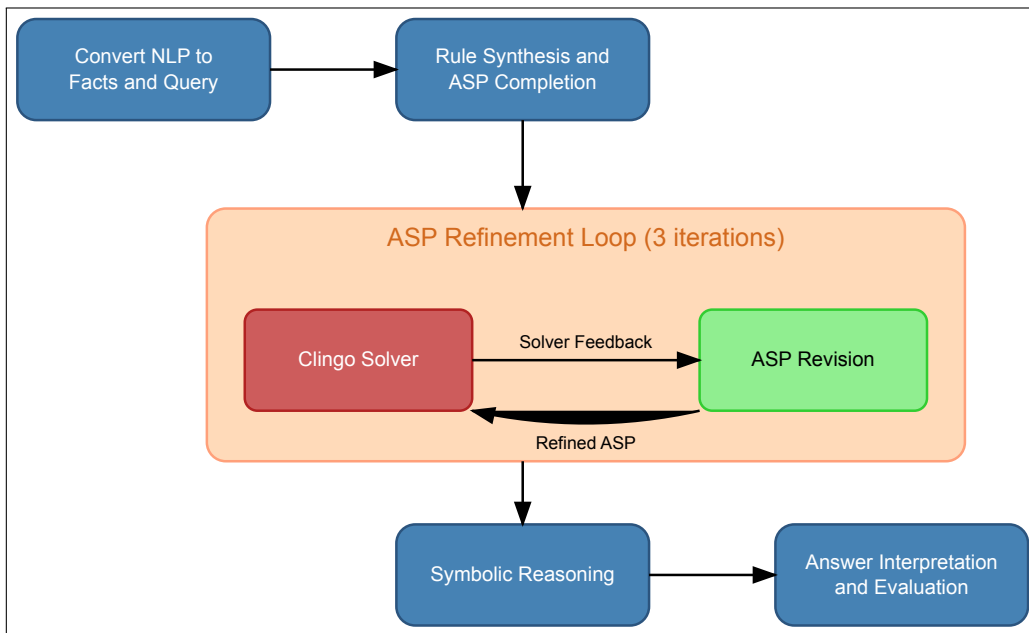 Convert NLP to
Facts and Query
Rule Synthesis and
ASP Completion
ASP Refinement Loop (3 iterations)
Clingo Solver
Solver Feedback
ASP Revision
Refined ASP
Symbolic Reasoning
Answer Interpretation
and Evaluation